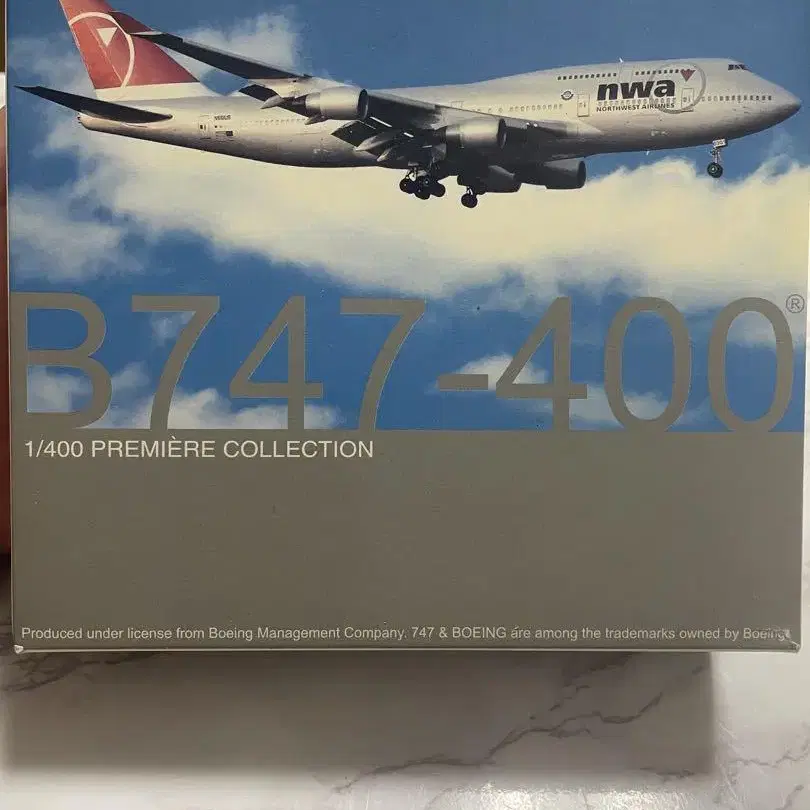 nwa
NORTHWEST AIRLINES
B747-400®
1/400 PREMIÈRE COLLECTION
Produced under license from Boeing Management Company. 747 & BOEING are among the trademarks owned by Boeing.